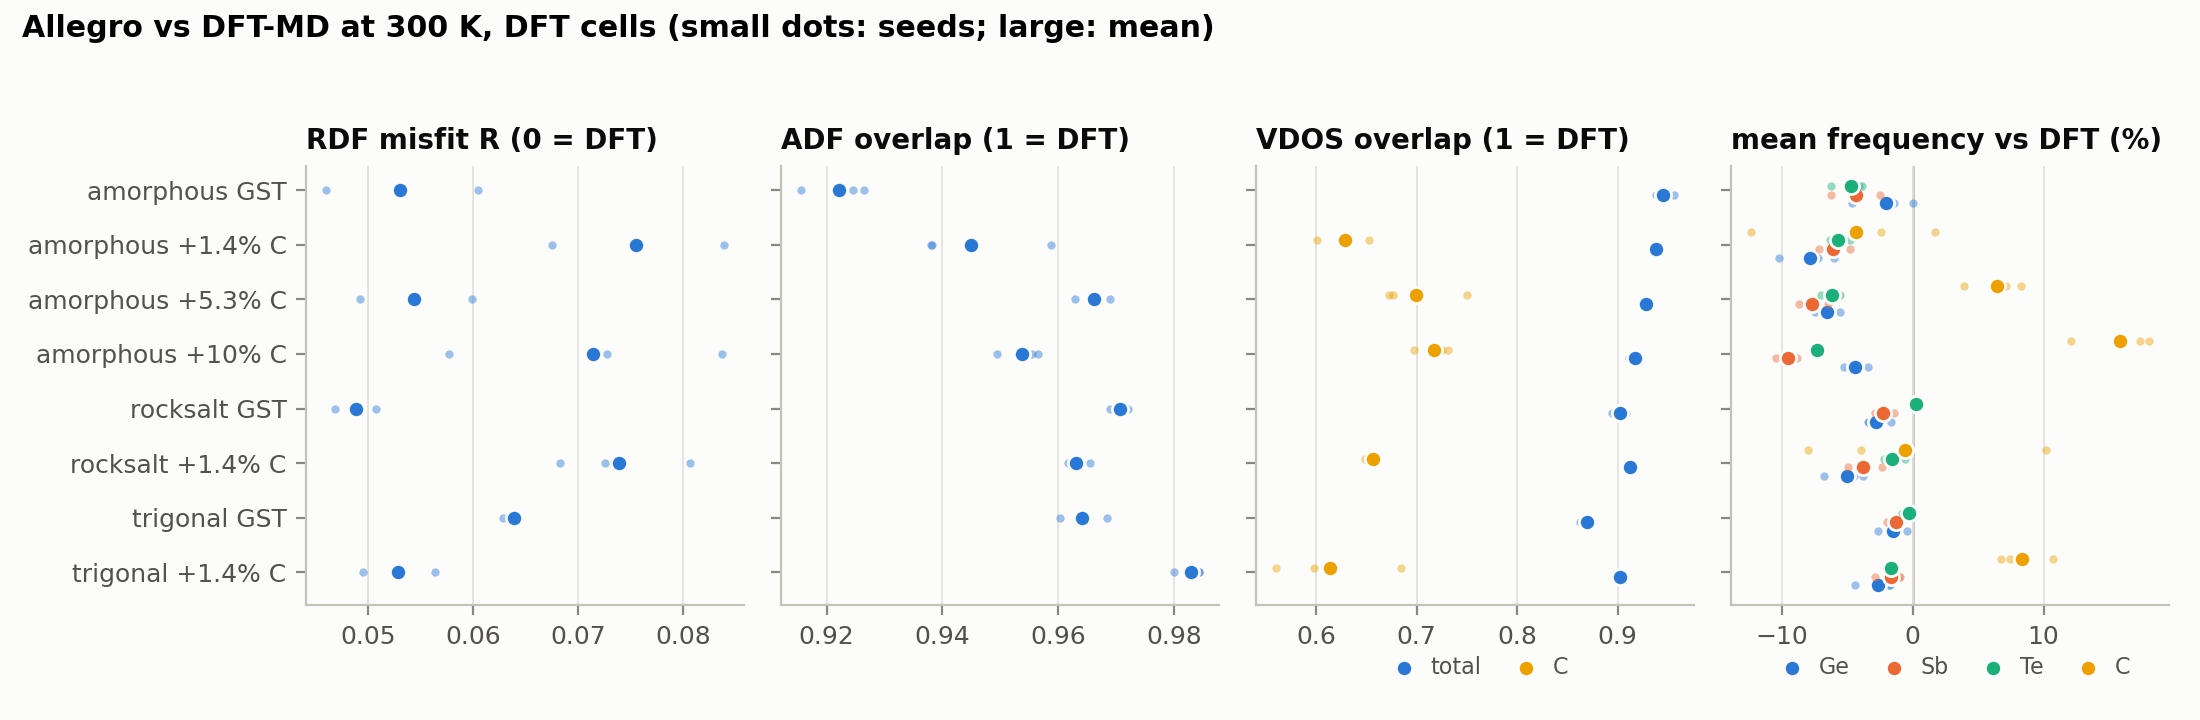 Allegro vs DFT-MD at 300 K, DFT cells (small dots: seeds; large: mean)
RDF misfit R (0 = DFT)
ADF overlap (1 = DFT)
VDOS overlap (1 = DFT)
mean frequency vs DFT (%)
amorphous GST
amorphous +1.4% C
amorphous +5.3% C
amorphous +10% C
rocksalt GST
rocksalt +1.4% C
trigonal GST
trigonal +1.4% C
0.05 0.06 0.07 0.08
0.92 0.94 0.96 0.98
0.6 0.7 0.8 0.9
−10 0 10
total C
Ge Sb Te C